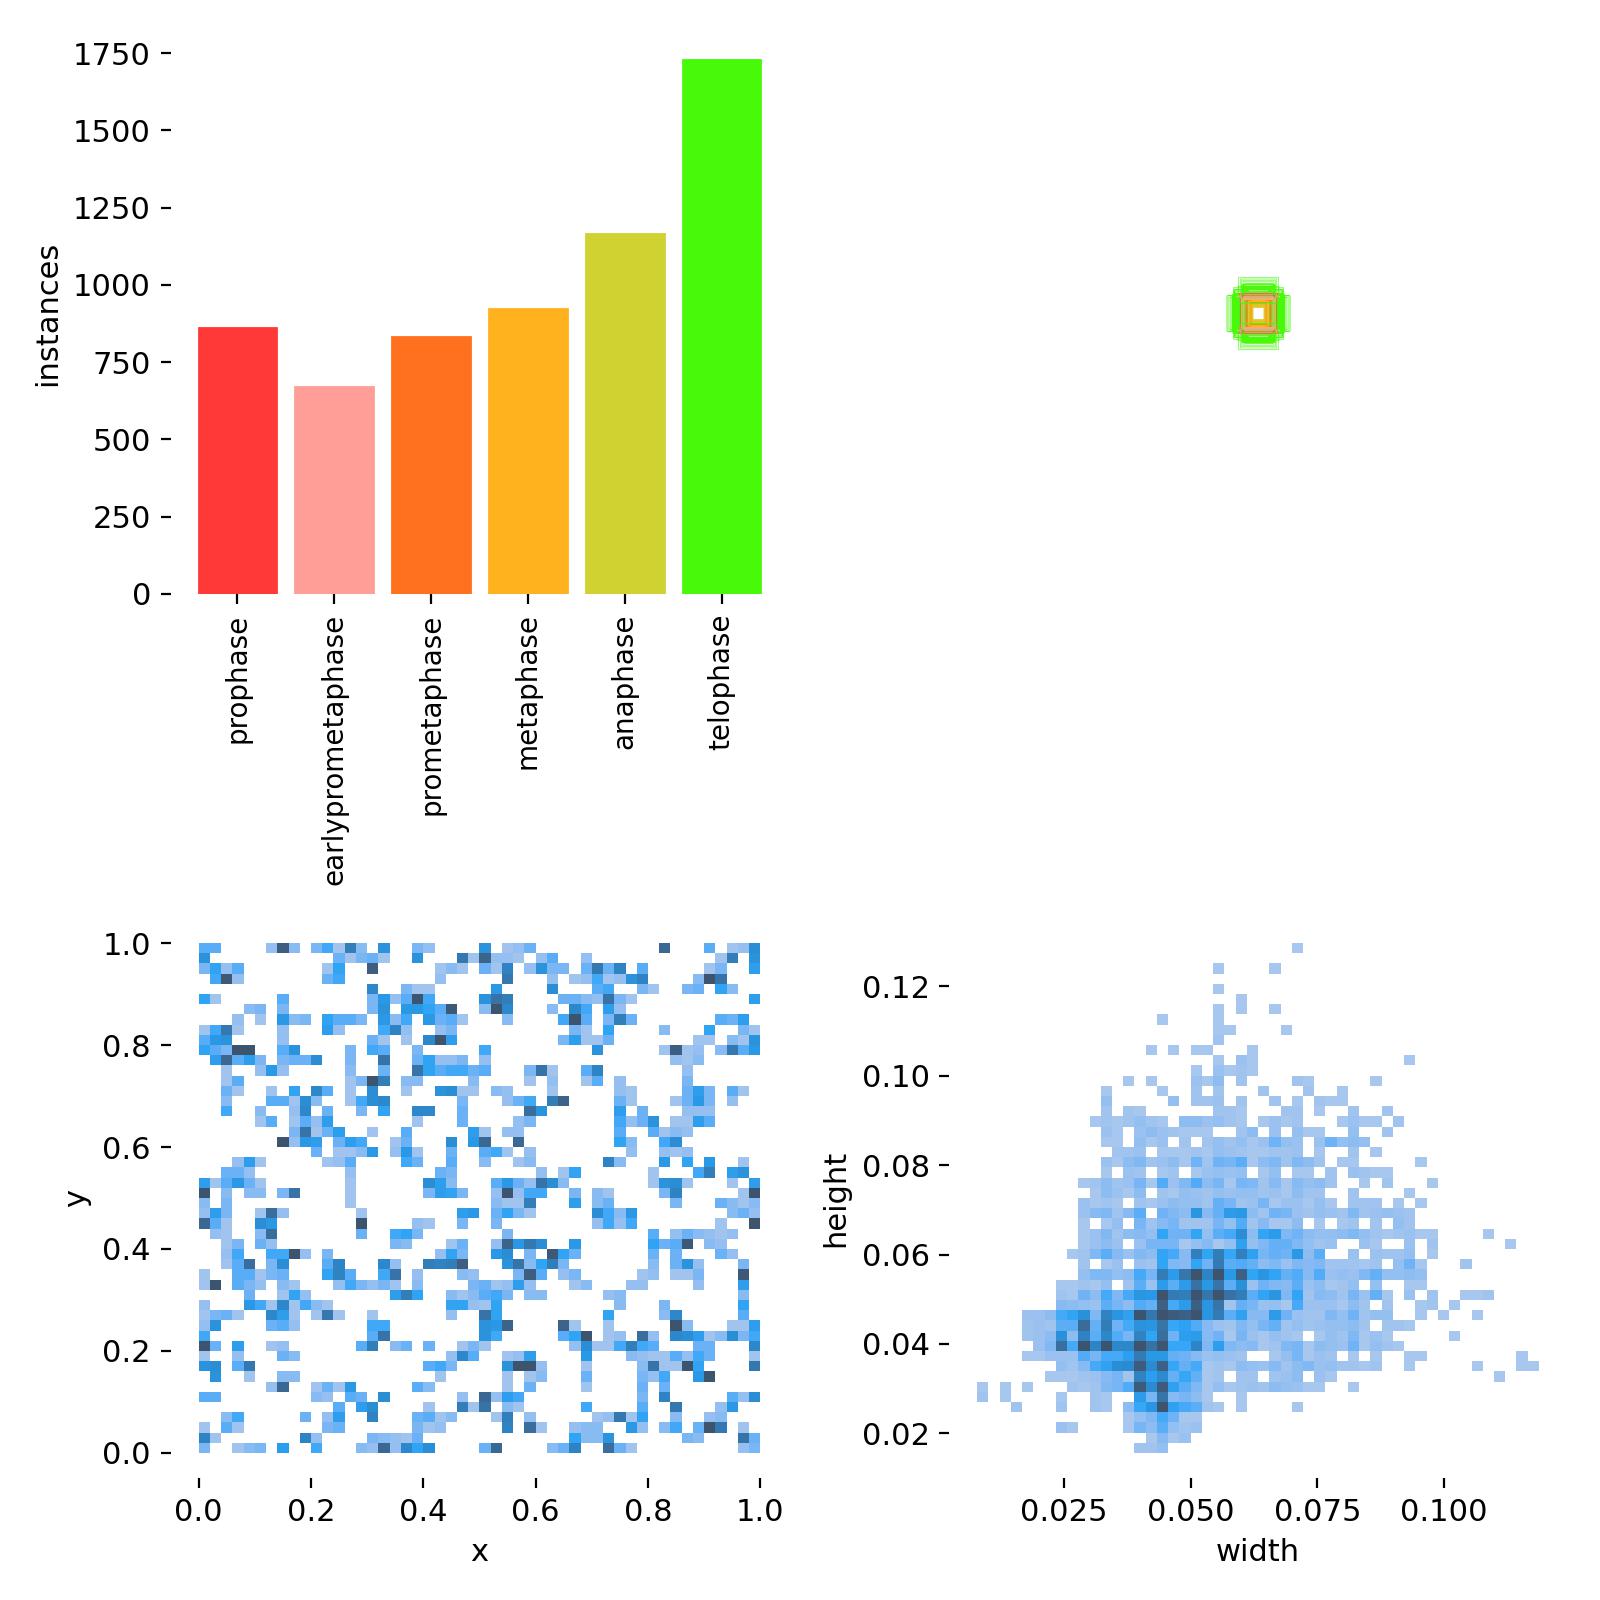 1750
1500
1250
1000
750
500
250
0
instances
prophase
earlyprometaphase
prometaphase
metaphase
anaphase
telophase
1.0
0.8
0.6
0.4
0.2
0.0
y
0.0 0.2 0.4 0.6 0.8 1.0
x
0.12
0.10
0.08
0.06
0.04
0.02
height
0.025 0.050 0.075 0.100
width